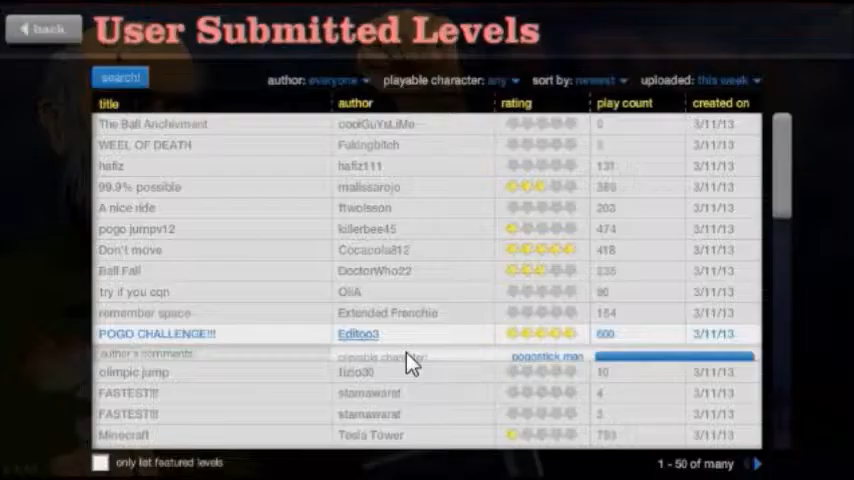 back
User Submitted Levels
search!
author: everyone playable character: any sort by: newest uploaded: this week
title author rating play count created on
The Ball Anchivment coolGuYsLiMe 0 3/11/13
WEEL OF DEATH Fukingbitch 3/11/13
hafiz hafiz111 131 3/11/13
99.9% possible malissarojo 3/11/13
A nice ride ttwolsson 203 3/11/13
pogo jumpv12 killerbee45 474 3/11/13
Don't move Cocacola812 418 3/11/13
Ball Fall DoctorWho22 3/11/13
try if you cqn OliA 90 3/11/13
remember space Extended Frenchie 154 3/11/13
POGO CHALLENGE!!! Editoo3 600 3/11/13
author's comments: playable character: pogostick man
olimpic jump tizio30 10 3/11/13
FASTEST!!! stamawarat 4 3/11/13
FASTEST!!! stamawarat 3 3/11/13
Minecraft Tesla Tower 3/11/13
only list featured levels 1 - 50 of many